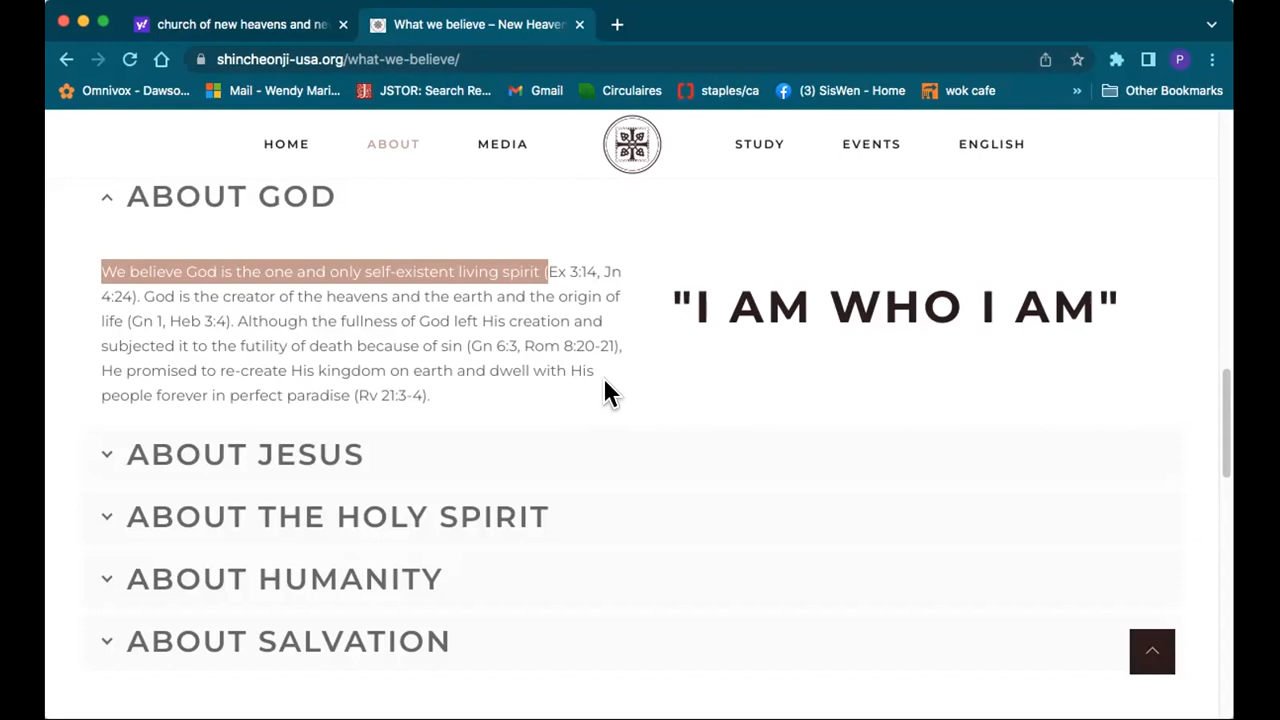 church of new heavens and ne
What we believe – New Heaven
shincheonji-usa.org/what-we-believe/
P
Omnivox - Dawso...
Mail - Wendy Mari...
JSTOR: Search Re...
Gmail
Circulaires
staples/ca
(3) SisWen - Home
wok cafe
»
Other Bookmarks
HOME
ABOUT
MEDIA
STUDY
EVENTS
ENGLISH
ABOUT GOD
We believe God is the one and only self-existent living spirit (Ex 3:14, Jn
4:24). God is the creator of the heavens and the earth and the origin of
life (Gn 1, Heb 3:4). Although the fullness of God left His creation and
subjected it to the futility of death because of sin (Gn 6:3, Rom 8:20-21),
He promised to re-create His kingdom on earth and dwell with His
people forever in perfect paradise (Rv 21:3-4).
"I AM WHO I AM"
ABOUT JESUS
ABOUT THE HOLY SPIRIT
ABOUT HUMANITY
ABOUT SALVATION